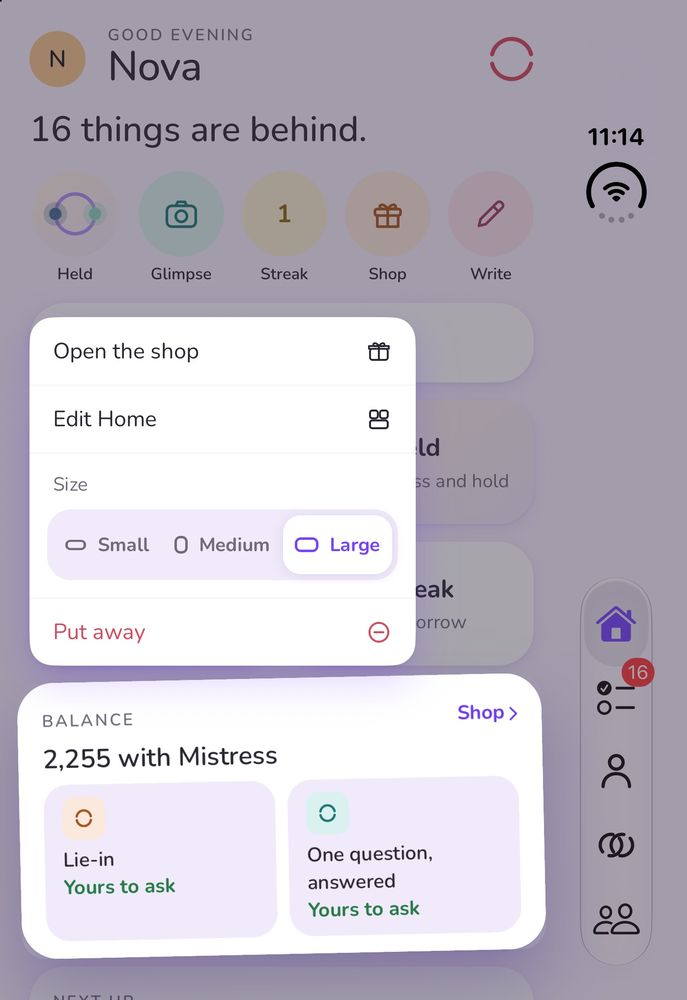 GOOD EVENING
N
Nova
16 things are behind.
11:14
1
Held
Glimpse
Streak
Shop
Write
Open the shop
Edit Home
ld
ss and hold
Size
Small
Medium
Large
eak
orrow
Put away
16
BALANCE
Shop
2,255 with Mistress
Lie-in
Yours to ask
One question,
answered
Yours to ask
NEXT UP